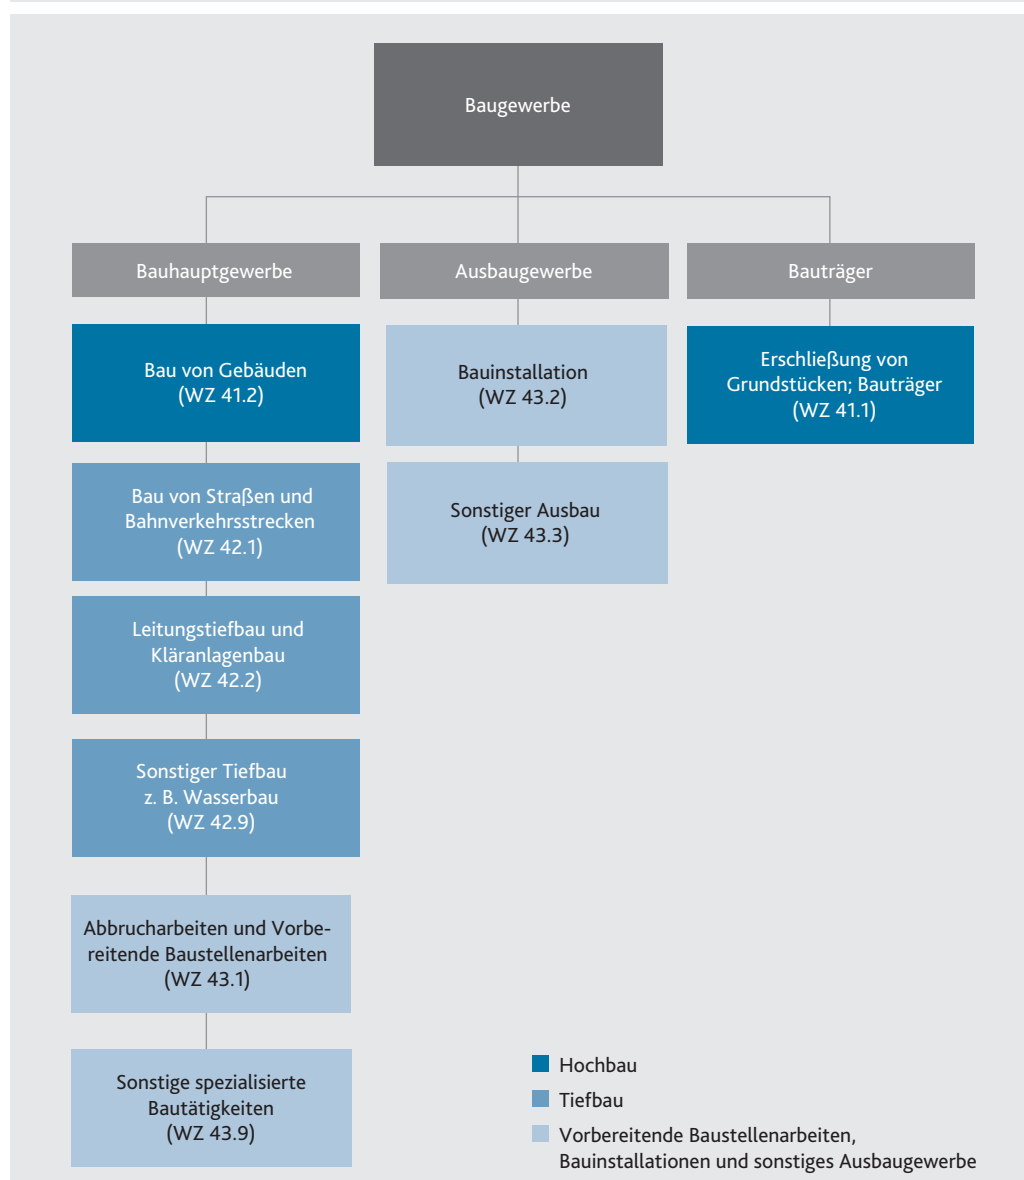 Baugewerbe
Bauhauptgewerbe
Ausbaugewerbe
Bauträger
Bau von Gebäuden
(WZ 41.2)
Bauinstallation
(WZ 43.2)
Erschließung von
Grundstücken; Bauträger
(WZ 41.1)
Bau von Straßen und
Bahnverkehrsstrecken
(WZ 42.1)
Sonstiger Ausbau
(WZ 43.3)
Leitungstiefbau und
Kläranlagenbau
(WZ 42.2)
Sonstiger Tiefbau
z. B. Wasserbau
(WZ 42.9)
Abbrucharbeiten und Vorbe-
reitende Baustellenarbeiten
(WZ 43.1)
Sonstige spezialisierte
Bautätigkeiten
(WZ 43.9)
Hochbau
Tiefbau
Vorbereitende Baustellenarbeiten,
Bauinstallationen und sonstiges Ausbaugewerbe